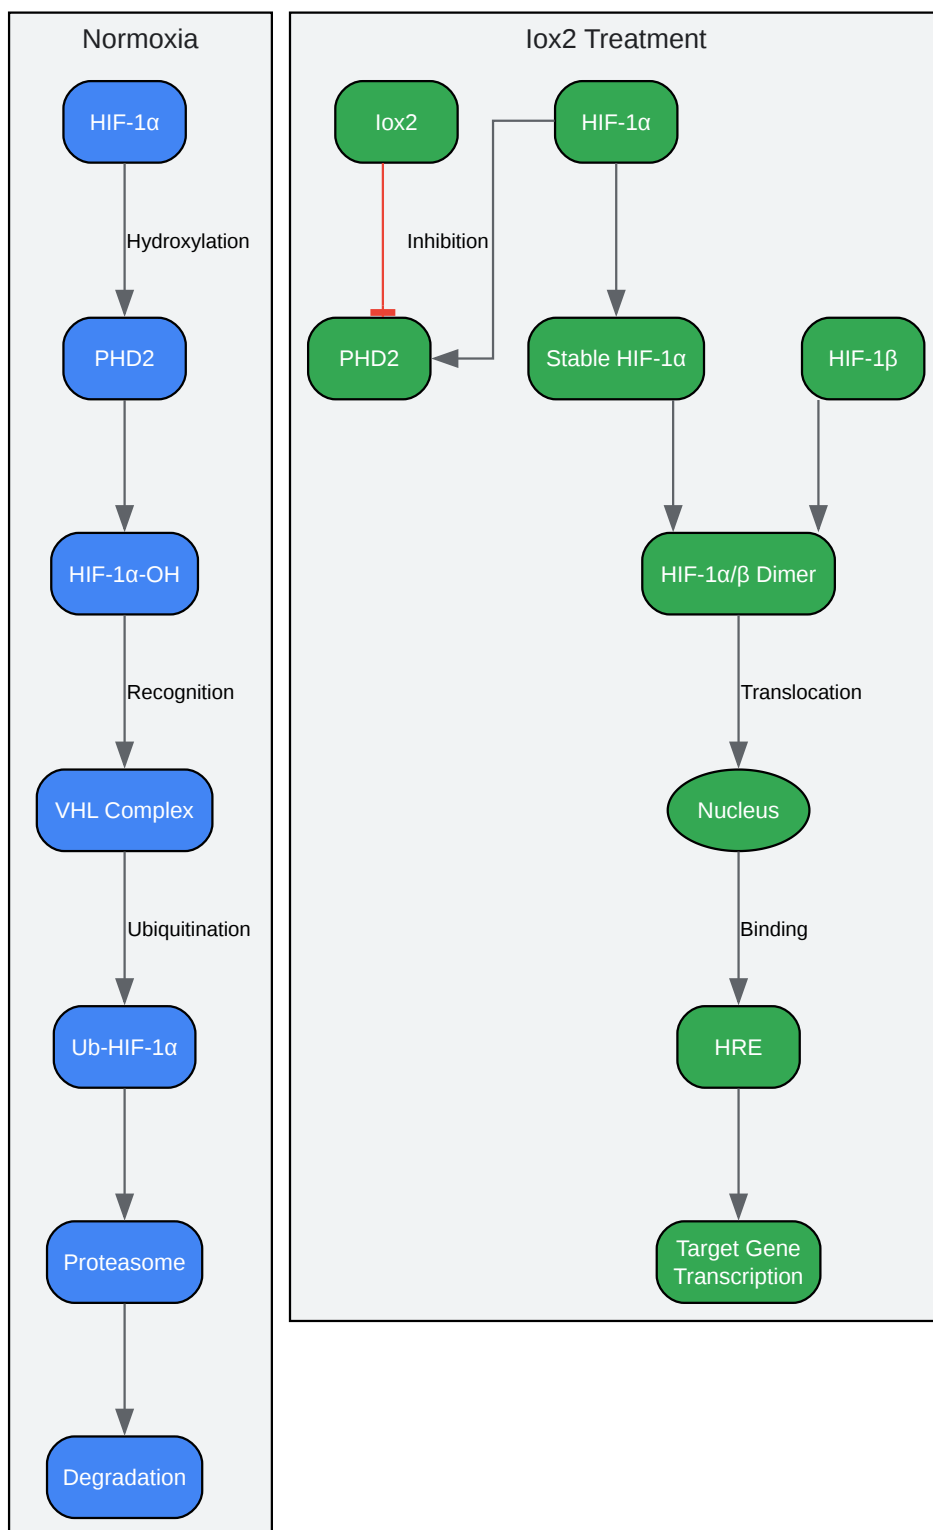 Normoxia
HIF-1α
Hydroxylation
PHD2
HIF-1α-OH
Recognition
VHL Complex
Ubiquitination
Ub-HIF-1α
Proteasome
Degradation
Iox2 Treatment
Iox2
HIF-1α
Inhibition
PHD2
Stable HIF-1α
HIF-1β
HIF-1α/β Dimer
Translocation
Nucleus
Binding
HRE
Target Gene
Transcription